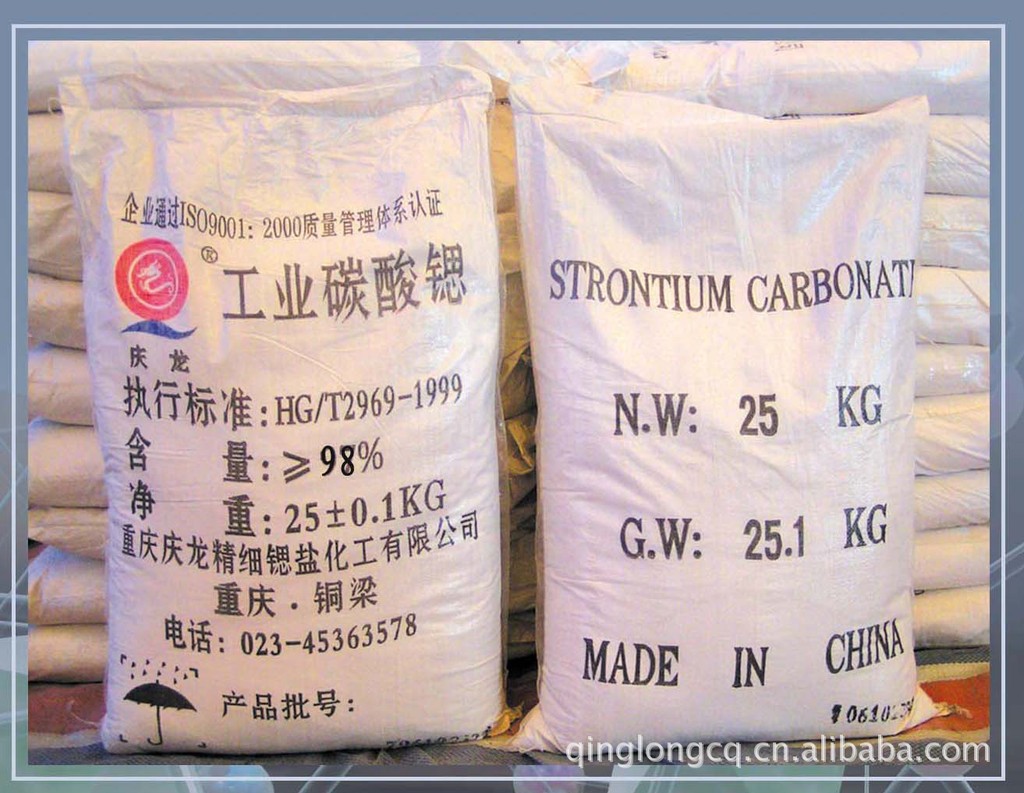 企业通过ISO9001：2000质量管理体系认证
®
工业碳酸锶
庆龙
执行标准：HG/T2969-1999
含量：≥98%
净重：25±0.1KG
重庆庆龙精细锶盐化工有限公司
重庆·铜梁
电话：023-45363578
产品批号：
STRONTIUM CARBONATE
N.W: 25 KG
G.W: 25.1 KG
MADE IN CHINA
qinglongcq.cn.alibaba.com